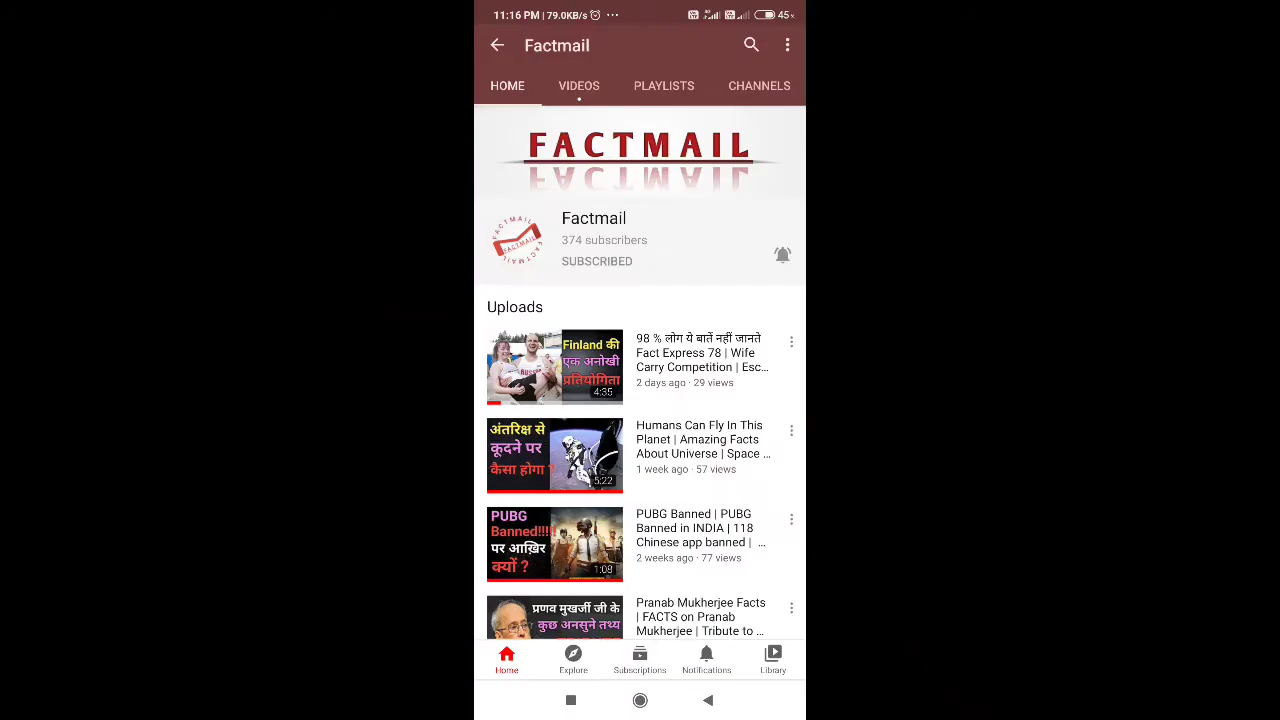 11:16 PM | 79.0KB/s ... 45%
Factmail
HOME VIDEOS PLAYLISTS CHANNELS
FACTMAIL
Factmail
374 subscribers
SUBSCRIBED
FACTMAIL
FACTMAIL
FACTMAIL
Uploads
Finland की
एक अनोखी
प्रतियोगिता
RUSSIA
4:35
98 % लोग ये बातें नहीं जानते
Fact Express 78 | Wife
Carry Competition | Esc...
2 days ago · 29 views
अंतरिक्ष से
कूदने पर
कैसा होगा ?
5:22
Humans Can Fly In This
Planet | Amazing Facts
About Universe | Space ...
1 week ago · 57 views
PUBG
Banned!!!!
पर आख़िर
क्यों ?
1:08
PUBG Banned | PUBG
Banned in INDIA | 118
Chinese app banned | ...
2 weeks ago · 77 views
प्रणव मुखर्जी जी के
कुछ अनसुने तथ्य
Pranab Mukherjee Facts
| FACTS on Pranab
Mukherjee | Tribute to ...
Home Explore Subscriptions Notifications Library